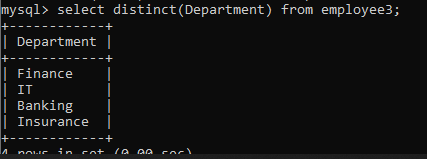 mysql> select distinct(Department) from employee3;
+------------+
| Department |
+------------+
| Finance    |
| IT         |
| Banking    |
| Insurance  |
+------------+
4 rows in set (0.00 sec)